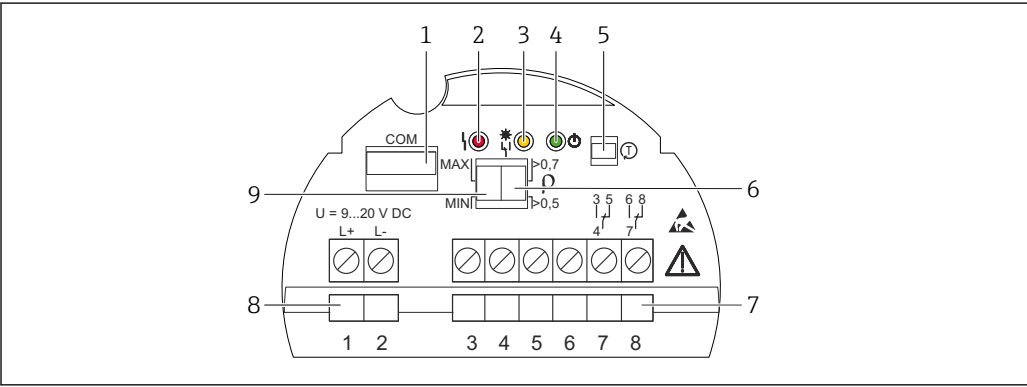 1 2 3 4 5
COM
MAX >0,7
9 6
MIN >0,5
ρ
U = 9...20 V DC
L+ L-
3 5 6 8
4 7
T
8 7
1 2 3 4 5 6 7 8